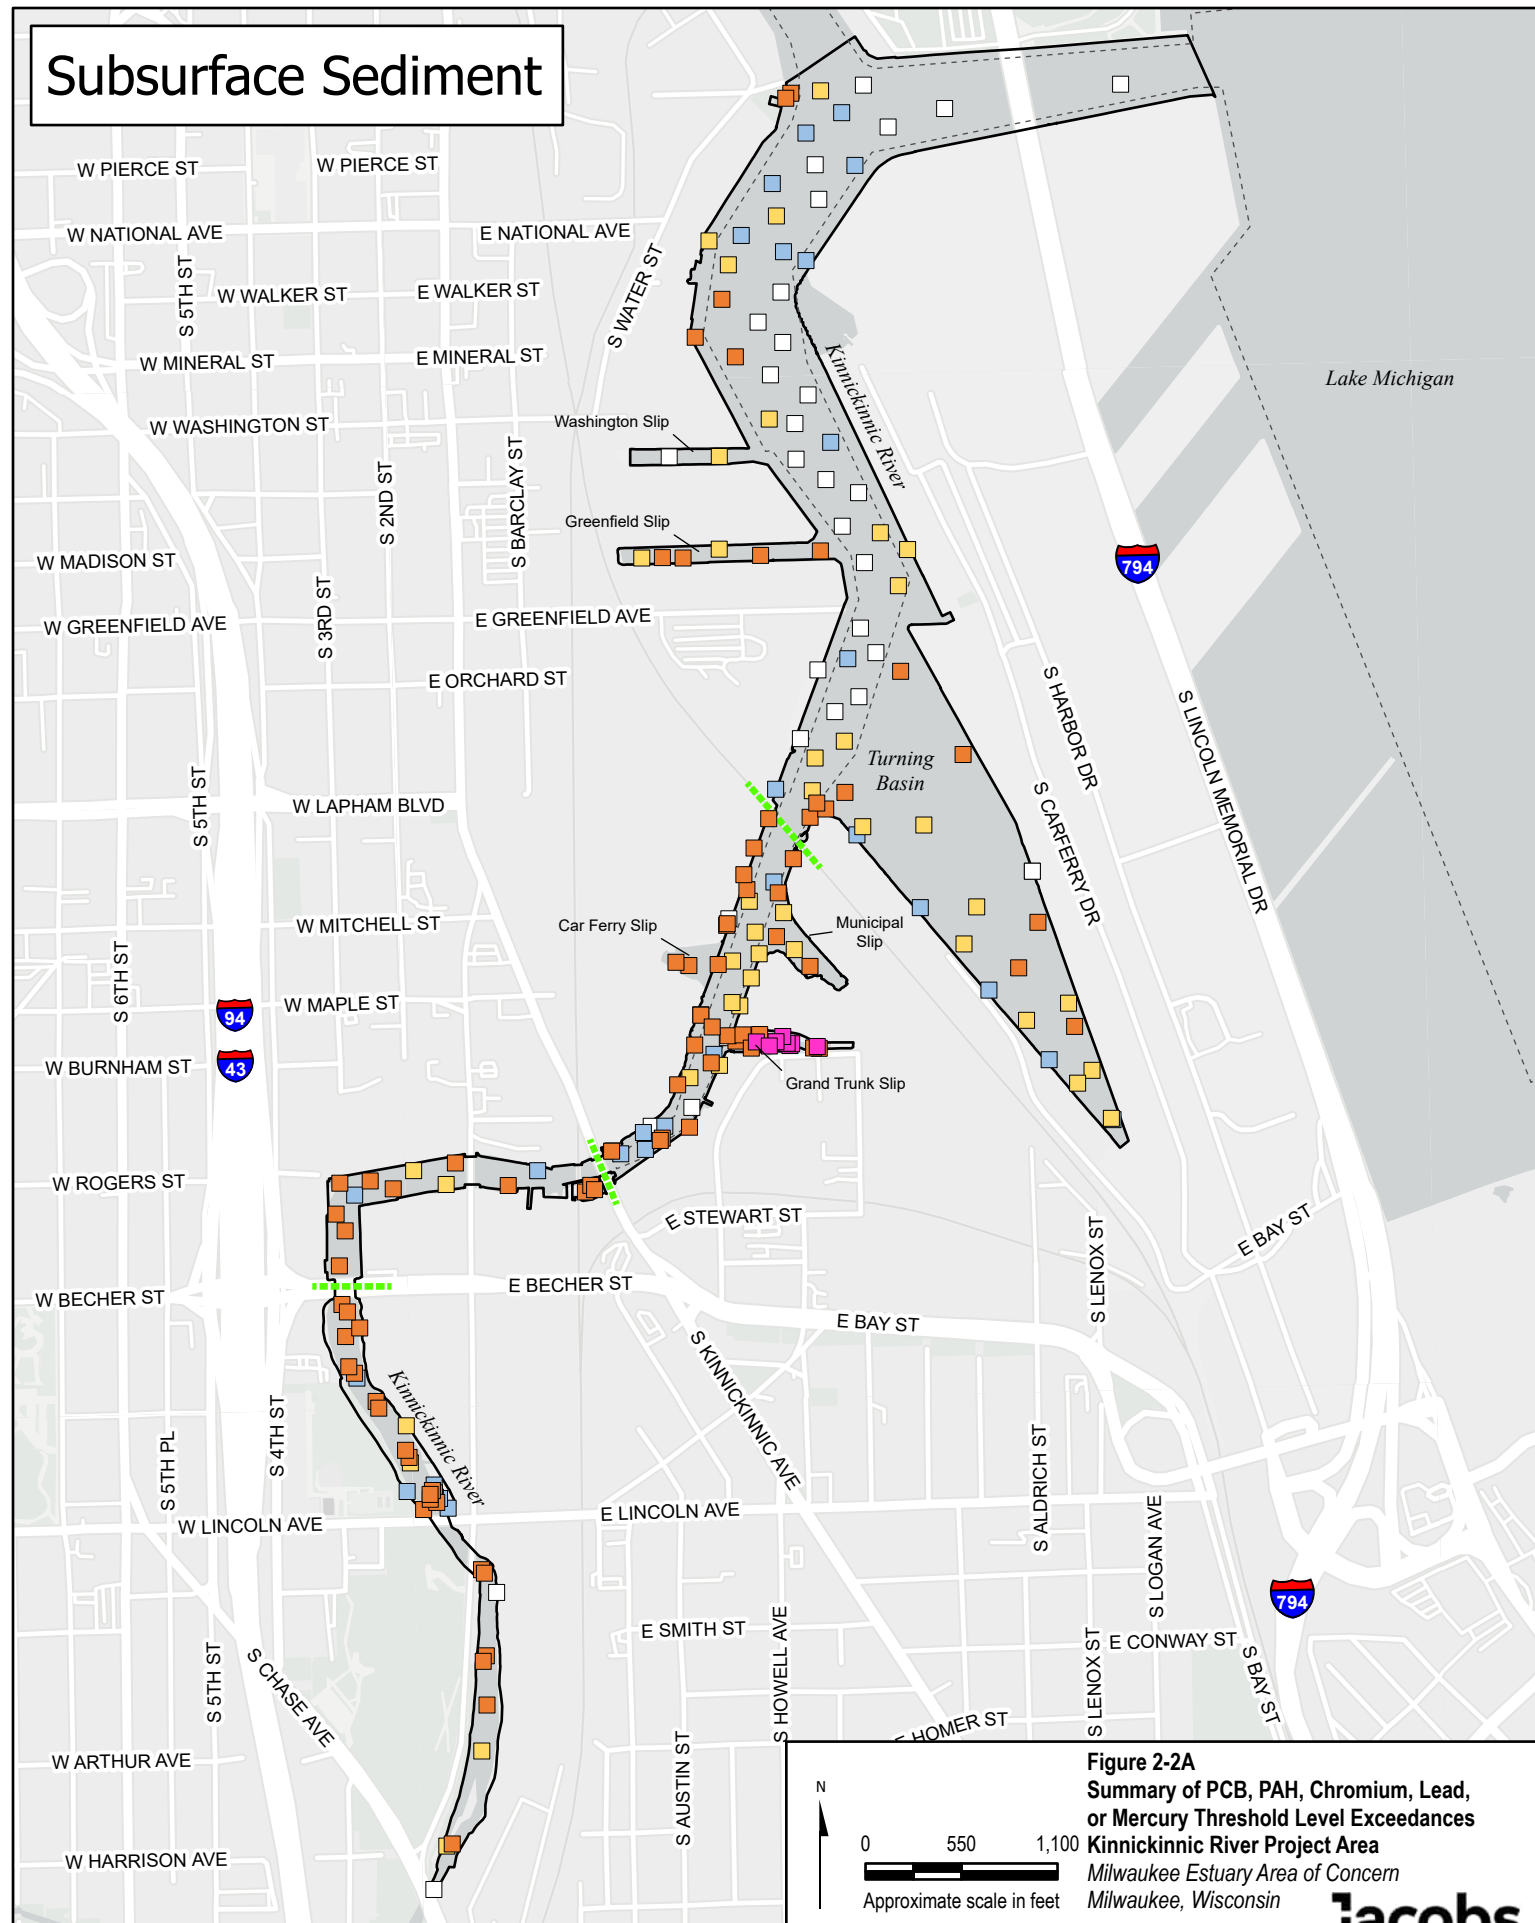 Subsurface Sediment
W PIERCE ST
W PIERCE ST
W NATIONAL AVE
E NATIONAL AVE
S WATER ST
S 5TH ST
W WALKER ST
E WALKER ST
W MINERAL ST
E MINERAL ST
Kinnickinnic River
Lake Michigan
W WASHINGTON ST
Washington Slip
S 2ND ST
S BARCLAY ST
Greenfield Slip
W MADISON ST
794
S 3RD ST
W GREENFIELD AVE
E GREENFIELD AVE
E ORCHARD ST
S HARBOR DR
S LINCOLN MEMORIAL DR
Turning
Basin
S 5TH ST
W LAPHAM BLVD
S CARFERRY DR
W MITCHELL ST
Car Ferry Slip
Municipal
Slip
S 6TH ST
W MAPLE ST
94
43
W BURNHAM ST
Grand Trunk Slip
W ROGERS ST
E STEWART ST
S LENOX ST
E BAY ST
W BECHER ST
E BECHER ST
E BAY ST
S KINNICKINNIC AVE
Kinnickinnic River
S 4TH ST
S 5TH PL
S ALDRICH ST
W LINCOLN AVE
E LINCOLN AVE
S LOGAN AVE
794
E SMITH ST
S HOWELL AVE
E CONWAY ST
S LENOX ST
S BAY ST
S 5TH ST
S CHASE AVE
E HOMER ST
W ARTHUR AVE
S AUSTIN ST
W HARRISON AVE
N
0 550 1,100
Approximate scale in feet
Figure 2-2A
Summary of PCB, PAH, Chromium, Lead,
or Mercury Threshold Level Exceedances
Kinnickinnic River Project Area
Milwaukee Estuary Area of Concern
Milwaukee, Wisconsin
Jacobs